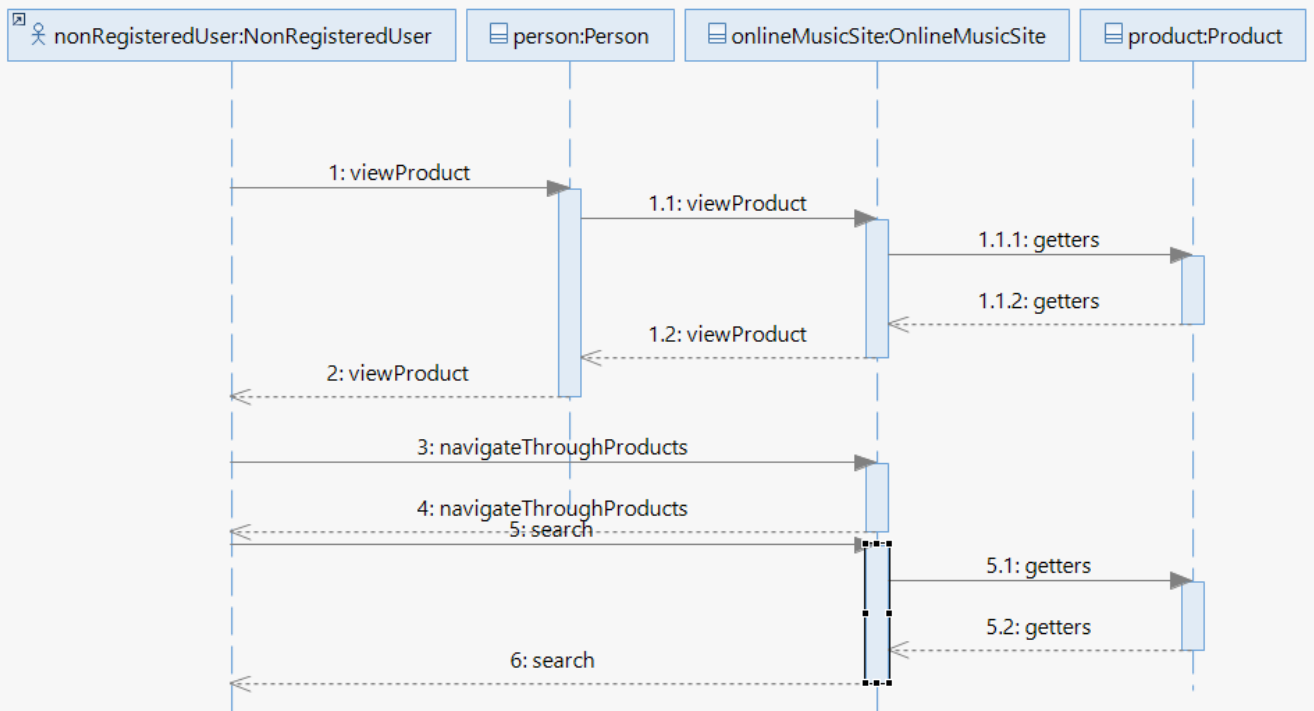 nonRegisteredUser:NonRegisteredUser
person:Person
onlineMusicSite:OnlineMusicSite
product:Product
1: viewProduct
1.1: viewProduct
1.1.1: getters
1.1.2: getters
1.2: viewProduct
2: viewProduct
3: navigateThroughProducts
4: navigateThroughProducts
5: search
5.1: getters
5.2: getters
6: search